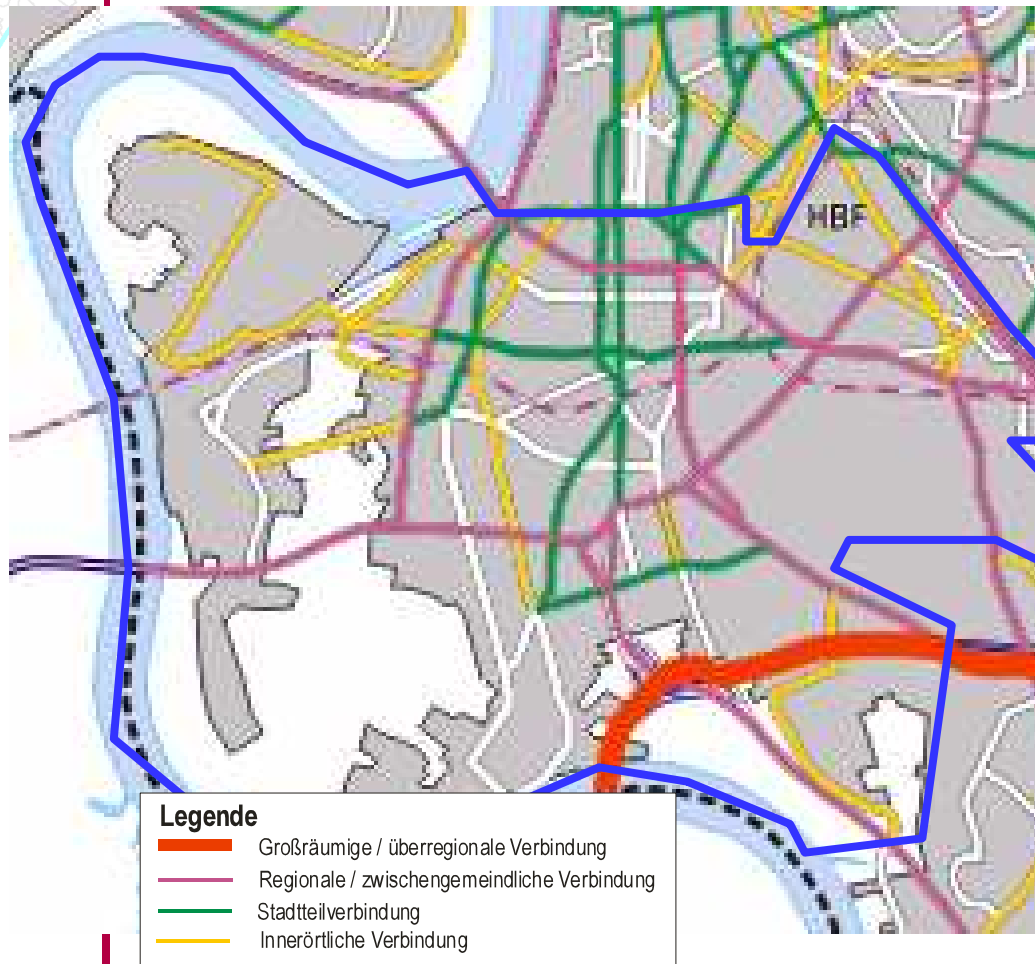 HBF
Legende
Großräumige / überregionale Verbindung
Regionale / zwischengemeindliche Verbindung
Stadtteilverbindung
Innerörtliche Verbindung